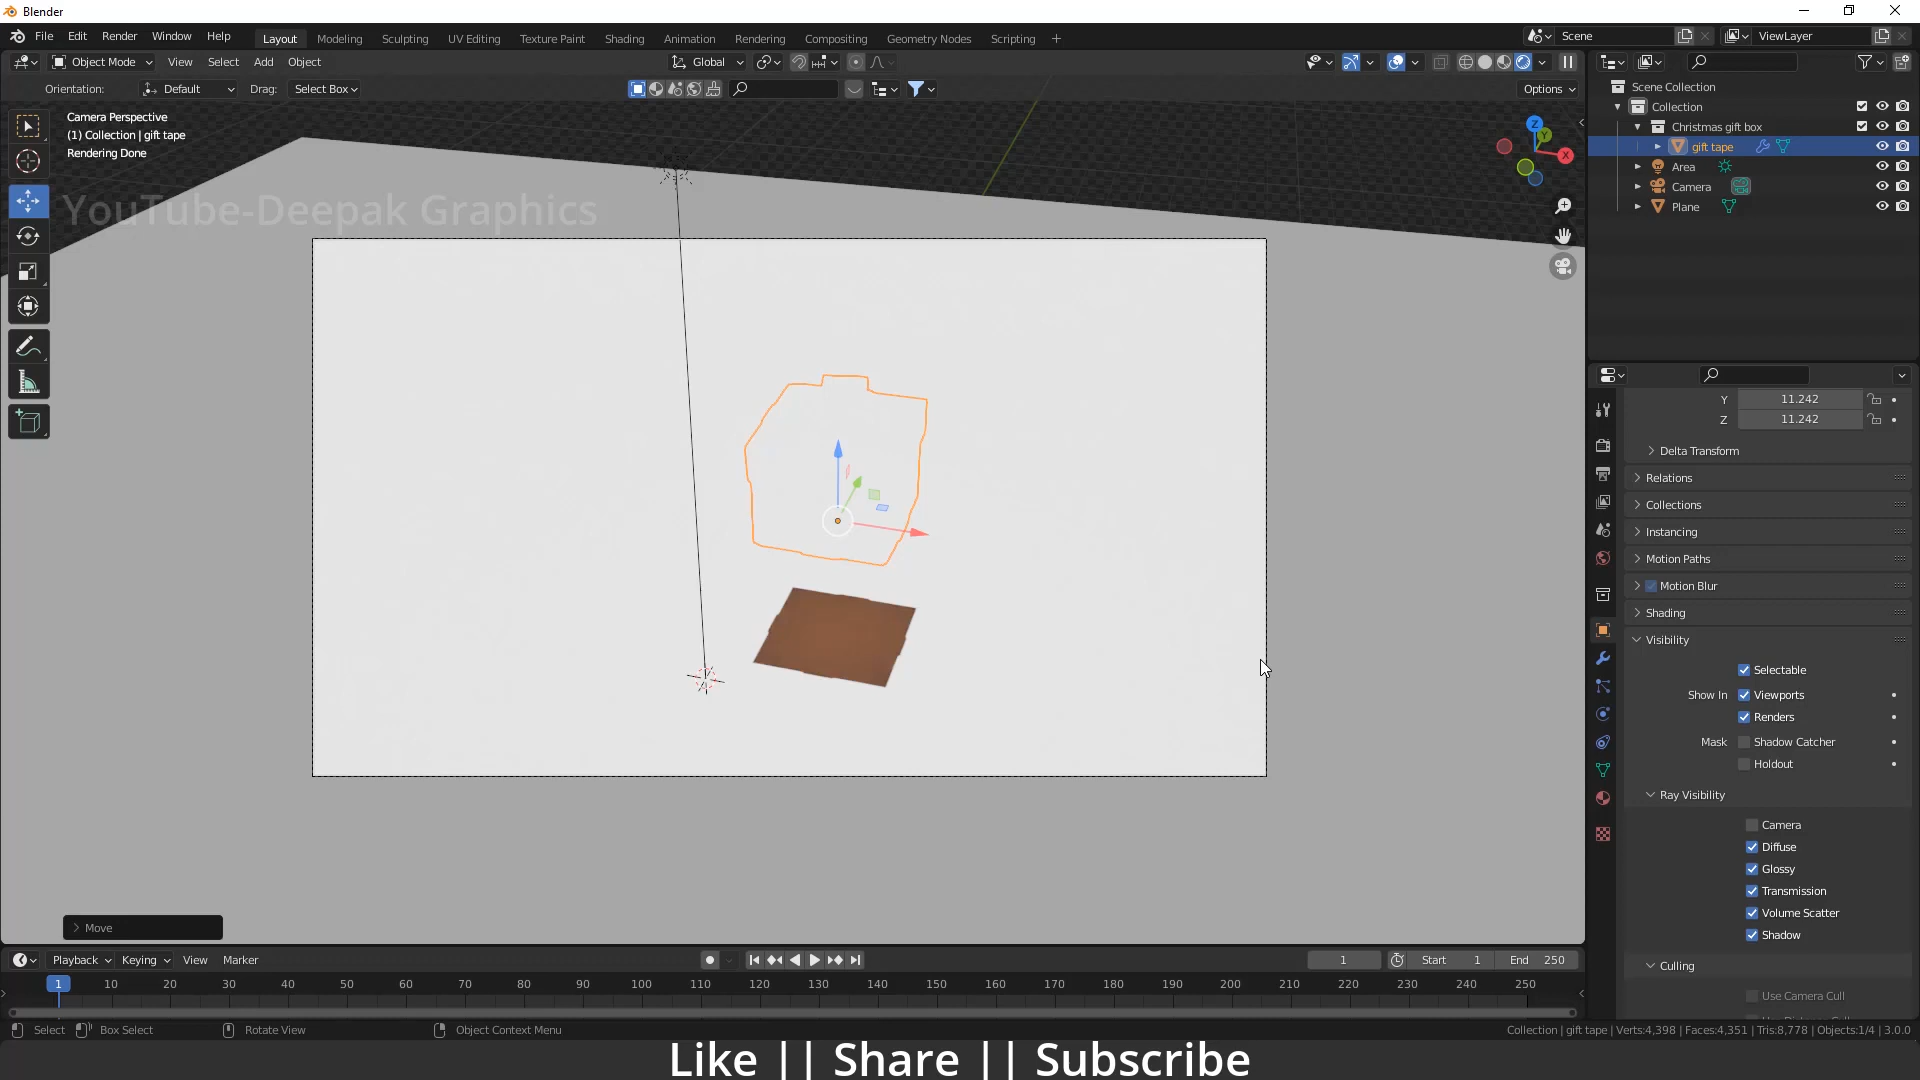 Blender
File Edit Render Window Help
Layout Modeling Sculpting UV Editing Texture Paint Shading Animation Rendering Compositing Geometry Nodes Scripting +
Scene
ViewLayer
Object Mode View Select Add Object
Global
Orientation: Default Drag: Select Box
Options
Camera Perspective
(1) Collection | gift tape
Rendering Done
YouTube-Deepak Graphics
Z
Y
X
Scene Collection
Collection
Christmas gift box
gift tape
Area
Camera
Plane
Y 11.242
Z 11.242
Delta Transform
Relations
Collections
Instancing
Motion Paths
Motion Blur
Shading
Visibility
Selectable
Show In Viewports
Renders
Mask Shadow Catcher
Holdout
Ray Visibility
Camera
Diffuse
Glossy
Transmission
Volume Scatter
Shadow
Culling
Use Camera Cull
Move
Playback Keying View Marker
1 Start 1 End 250
1 10 20 30 40 50 60 70 80 90 100 110 120 130 140 150 160 170 180 190 200 210 220 230 240 250
Select Box Select Rotate View Object Context Menu
Collection | gift tape | Verts:4,398 | Faces:4,351 | Tris:8,778 | Objects:1/4 | 3.0.0
Like || Share || Subscribe